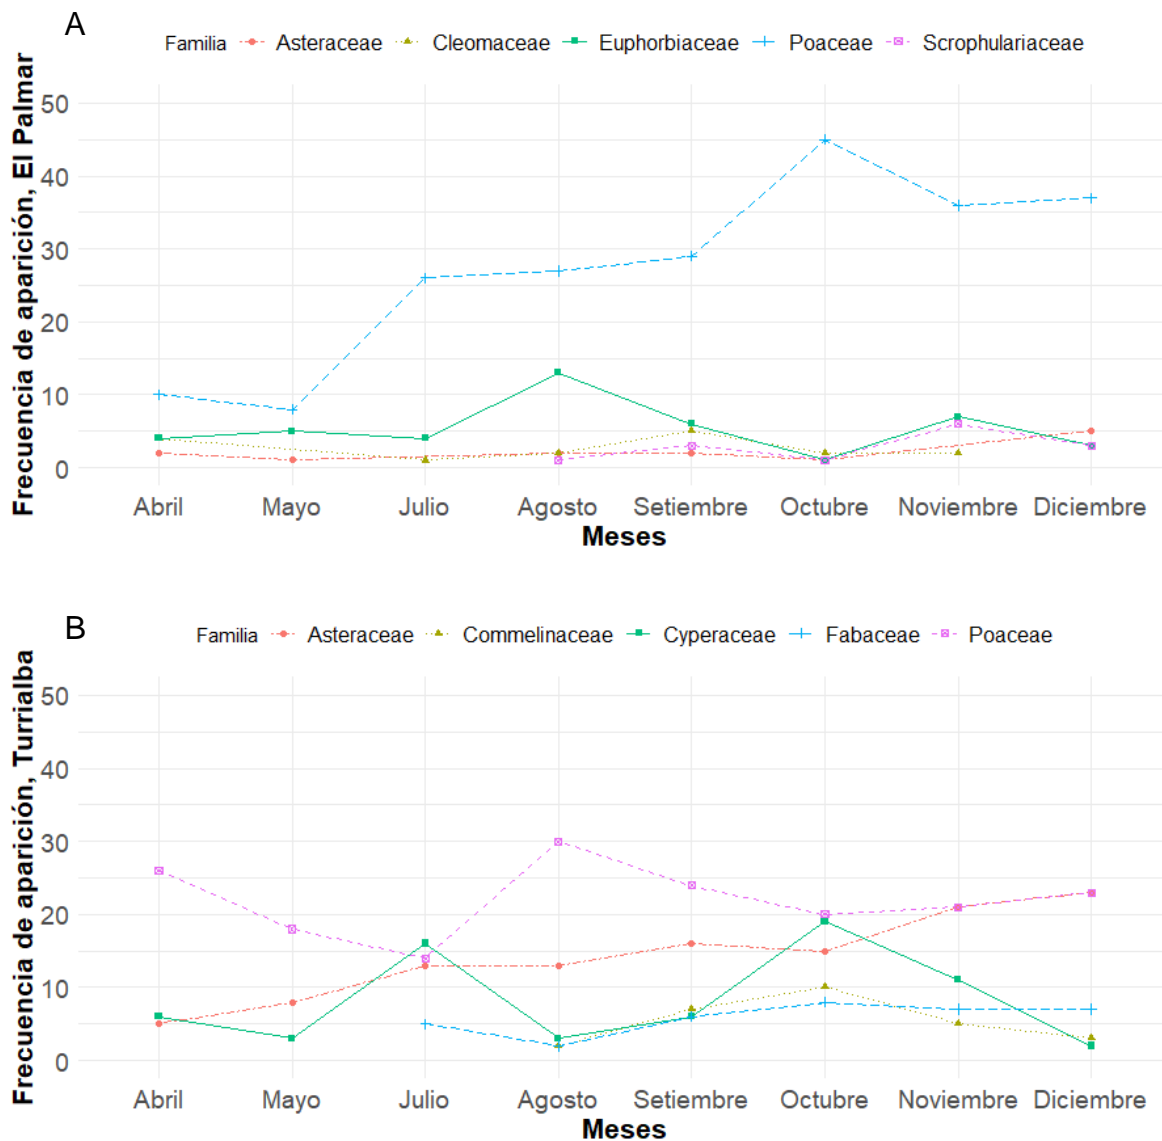 A
Familia Asteraceae Cleomaceae Euphorbiaceae Poaceae Scrophulariaceae
Frecuencia de aparición, El Palmar
50
40
30
20
10
0
Abril Mayo Julio Agosto Setiembre Octubre Noviembre Diciembre
Meses
B
Familia Asteraceae Commelinaceae Cyperaceae Fabaceae Poaceae
Frecuencia de aparición, Turrialba
50
40
30
20
10
0
Abril Mayo Julio Agosto Setiembre Octubre Noviembre Diciembre
Meses